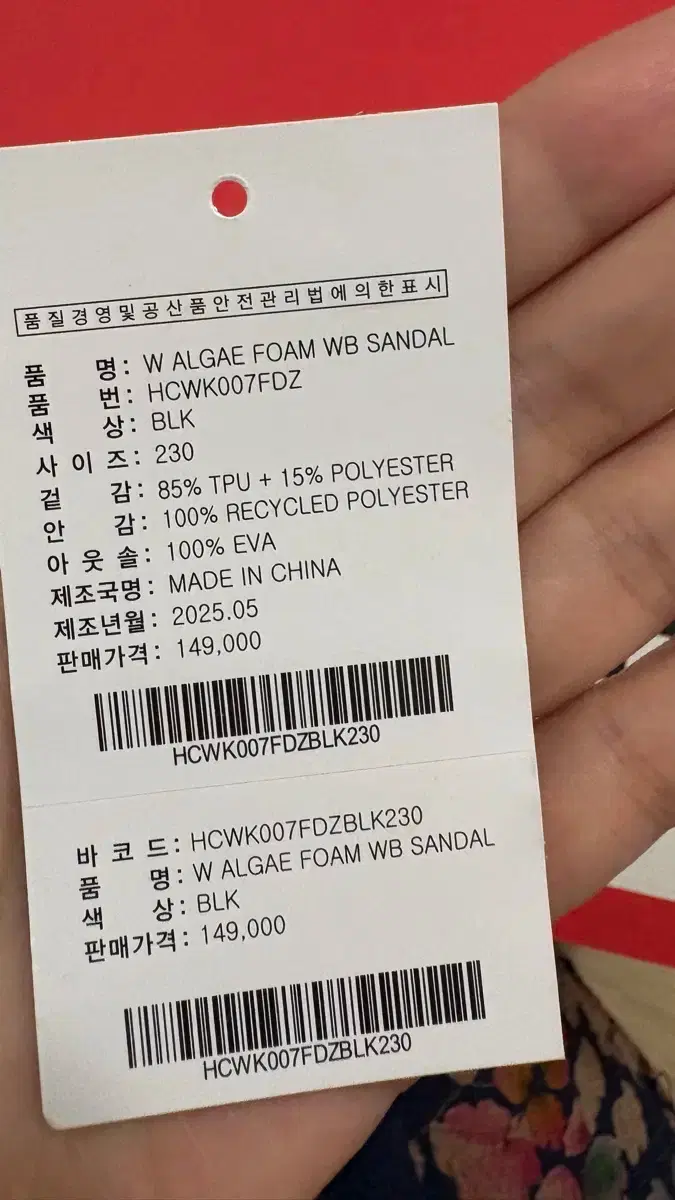 품질경영및공산품안전관리법에의한표시
품 명: W ALGAE FOAM WB SANDAL
품 번: HCWK007FDZ
색 상: BLK
사 이 즈: 230
겉 감: 85% TPU + 15% POLYESTER
안 감: 100% RECYCLED POLYESTER
아 웃 솔: 100% EVA
제조국명: MADE IN CHINA
제조년월: 2025.05
판매가격: 149,000
HCWK007FDZBLK230
바 코 드: HCWK007FDZBLK230
품 명: W ALGAE FOAM WB SANDAL
색 상: BLK
판매가격: 149,000
HCWK007FDZBLK230